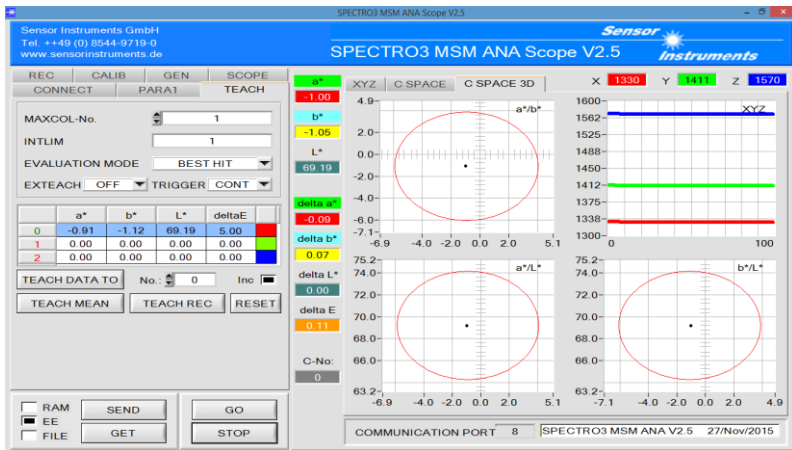 SPECTRO3 MSM ANA Scope V2.5
Sensor Instruments GmbH
Tel. ++49 (0) 8544-9719-0
www.sensorinstruments.de
SPECTRO3 MSM ANA Scope V2.5
Sensor
Instruments
REC CALIB GEN SCOPE
CONNECT PARA1 TEACH
MAXCOL-No. 1
INTLIM 1
EVALUATION MODE BEST HIT
EXTEACH OFF TRIGGER CONT
a* b* L* deltaE
0 -0.91 -1.12 69.19 5.00
1 0.00 0.00 0.00 0.00
2 0.00 0.00 0.00 0.00
TEACH DATA TO No.: 0 Inc
TEACH MEAN TEACH REC RESET
RAM
EE
FILE
SEND GO
GET STOP
a*
-1.00
b*
-1.05
L*
69.19
delta a*
-0.09
delta b*
0.07
delta L*
0.00
delta E
0.11
C-No:
0
XYZ C SPACE C SPACE 3D
X 1330 Y 1411 Z 1570
a*/b*
4.9
2.0
0.0
-2.0
-4.0
-6.0
-7.1
-6.9 -4.0 -2.0 0.0 2.0 5.1
XYZ
1600
1562
1525
1488
1450
1412
1375
1338
1300
0 100
a*/L*
75.2
74.0
72.0
70.0
68.0
66.0
63.2
-6.9 -4.0 -2.0 0.0 2.0 5.1
b*/L*
75.2
74.0
72.0
70.0
68.0
66.0
63.2
-7.1 -4.0 -2.0 0.0 2.0 4.9
COMMUNICATION PORT 8 SPECTRO3 MSM ANA V2.5 27/Nov/2015